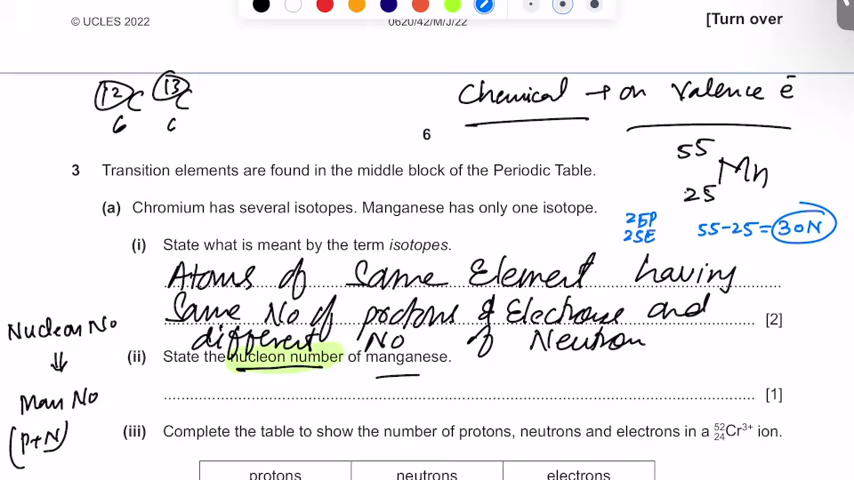 © UCLES 2022
0620/42/M/J/22
[Turn over
12 C 13 C
6 6
Chemical → on Valence ē
6
55
Mn
25
3 Transition elements are found in the middle block of the Periodic Table.
(a) Chromium has several isotopes. Manganese has only one isotope.
25P
25E
55-25=30N
(i) State what is meant by the term isotopes.
Atoms of Same Element having
Same No of protons & Electrons and
different No of Neutron
[2]
Nucleon No
⇓
Mass No
(P+N)
(ii) State the nucleon number of manganese.
[1]
(iii) Complete the table to show the number of protons, neutrons and electrons in a ⁵²₂₄Cr³⁺ ion.
protons neutrons electrons